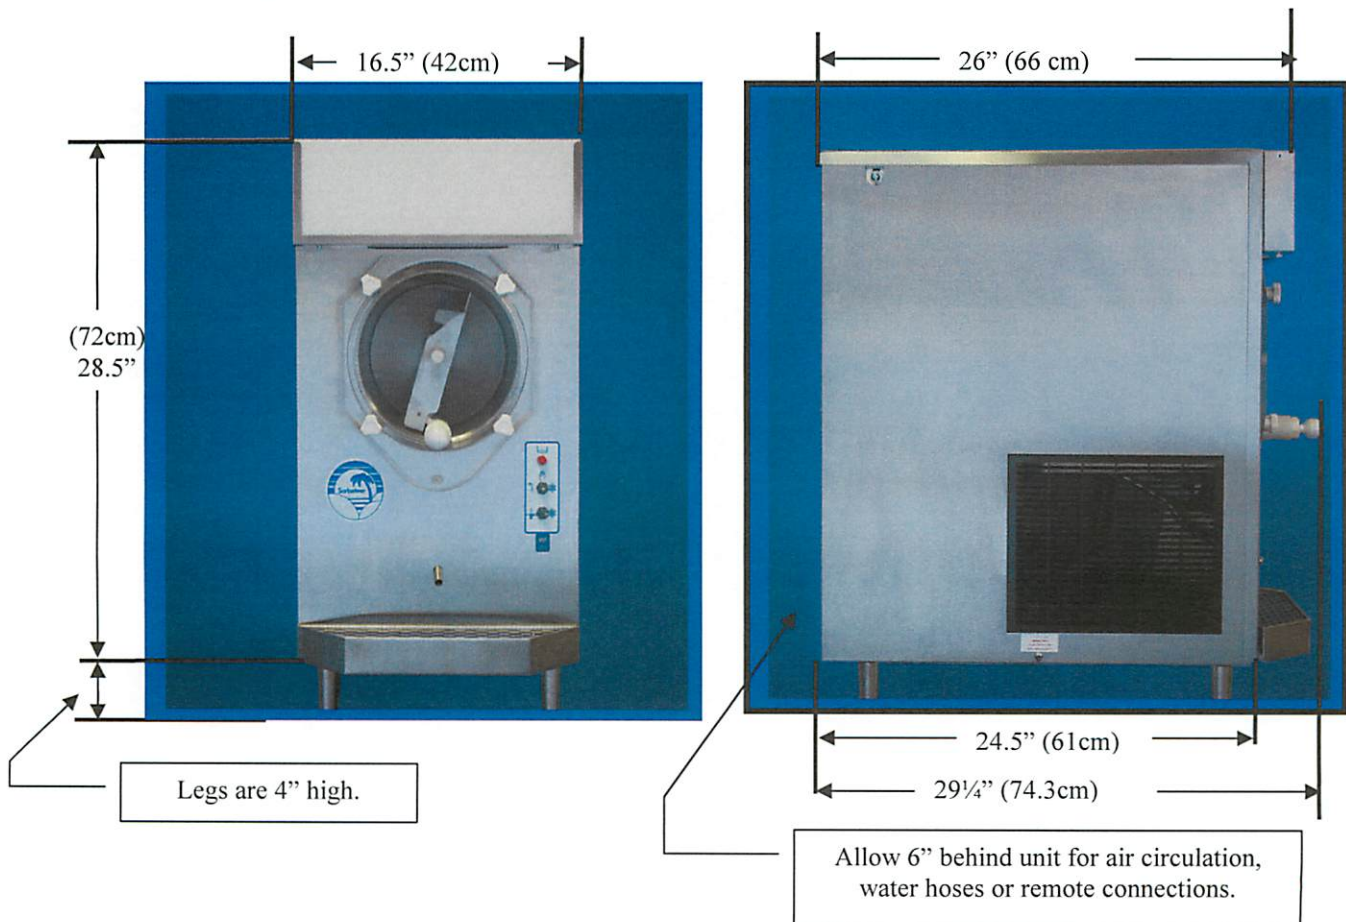 16.5” (42cm)
26” (66 cm)
(72cm)
28.5”
24.5” (61cm)
29¼” (74.3cm)
Legs are 4” high.
Allow 6” behind unit for air circulation,
water hoses or remote connections.